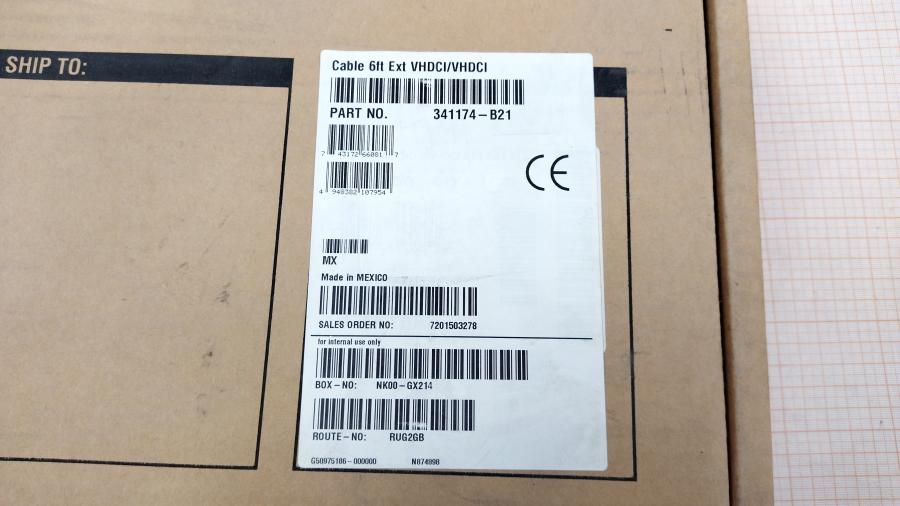 SHIP TO:
Cable 6ft Ext VHDCI/VHDCI
PART NO. 341174-B21
7 43172 66081 7
4 948382 107954
CE
MX
Made in MEXICO
SALES ORDER NO: 7201503278
for internal use only
BOX-NO: NK00-GX214
ROUTE-NO: RUG2GB
G50975186-000000 N874898